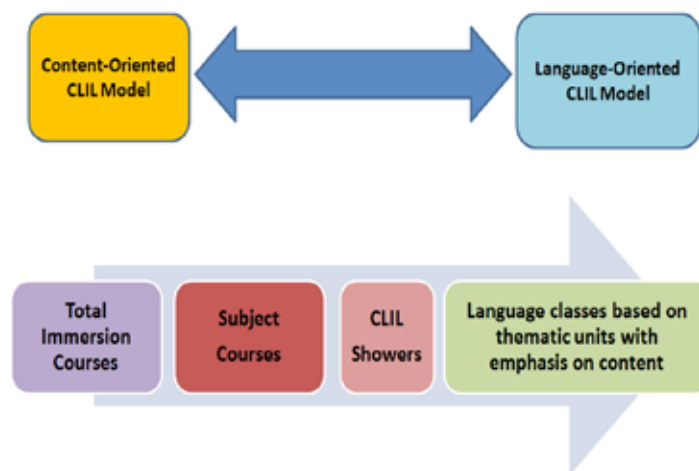 Content-Oriented
CLIL Model
Language-Oriented
CLIL Model
Total
Immersion
Courses
Subject
Courses
CLIL
Showers
Language classes based on
thematic units with
emphasis on content